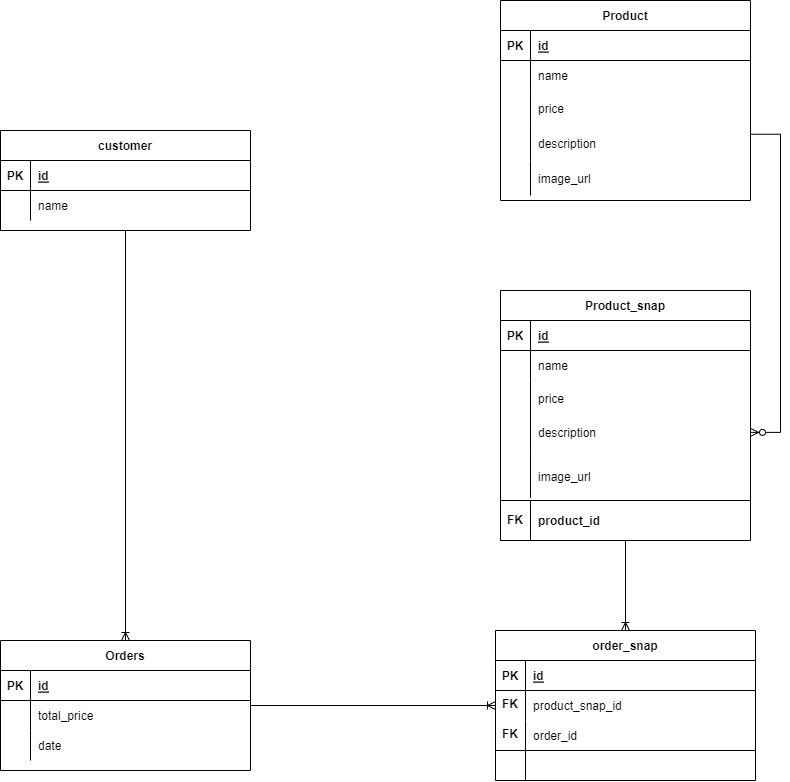 Product
PK id
name
price
description
image_url
customer
PK id
name
Product_snap
PK id
name
price
description
image_url
FK product_id
Orders
PK id
total_price
date
order_snap
PK id
FK product_snap_id
FK order_id